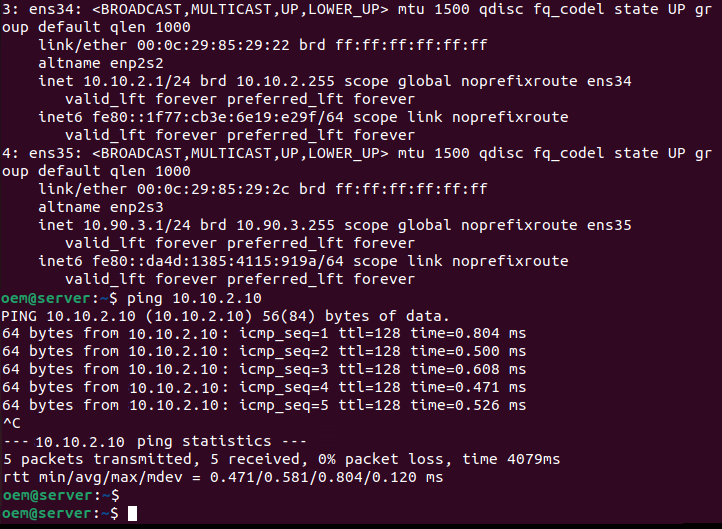 3: ens34: <BROADCAST,MULTICAST,UP,LOWER_UP> mtu 1500 qdisc fq_codel state UP gr
oup default qlen 1000
    link/ether 00:0c:29:85:29:22 brd ff:ff:ff:ff:ff:ff
    altname enp2s2
    inet 10.10.2.1/24 brd 10.10.2.255 scope global noprefixroute ens34
       valid_lft forever preferred_lft forever
    inet6 fe80::1f77:cb3e:6e19:e29f/64 scope link noprefixroute
       valid_lft forever preferred_lft forever
4: ens35: <BROADCAST,MULTICAST,UP,LOWER_UP> mtu 1500 qdisc fq_codel state UP gr
oup default qlen 1000
    link/ether 00:0c:29:85:29:2c brd ff:ff:ff:ff:ff:ff
    altname enp2s3
    inet 10.90.3.1/24 brd 10.90.3.255 scope global noprefixroute ens35
       valid_lft forever preferred_lft forever
    inet6 fe80::da4d:1385:4115:919a/64 scope link noprefixroute
       valid_lft forever preferred_lft forever
oem@server:~$ ping 10.10.2.10
PING 10.10.2.10 (10.10.2.10) 56(84) bytes of data.
64 bytes from 10.10.2.10: icmp_seq=1 ttl=128 time=0.804 ms
64 bytes from 10.10.2.10: icmp_seq=2 ttl=128 time=0.500 ms
64 bytes from 10.10.2.10: icmp_seq=3 ttl=128 time=0.608 ms
64 bytes from 10.10.2.10: icmp_seq=4 ttl=128 time=0.471 ms
64 bytes from 10.10.2.10: icmp_seq=5 ttl=128 time=0.526 ms
^C
--- 10.10.2.10 ping statistics ---
5 packets transmitted, 5 received, 0% packet loss, time 4079ms
rtt min/avg/max/mdev = 0.471/0.581/0.804/0.120 ms
oem@server:~$
oem@server:~$